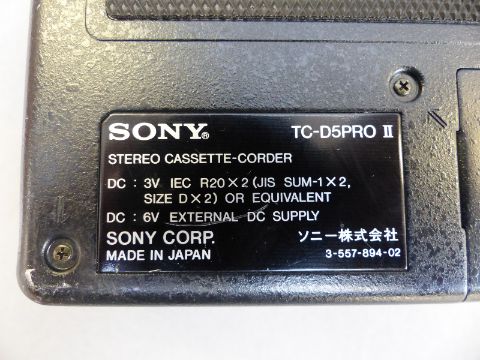 SONY® TC-D5PRO II
STEREO CASSETTE-CORDER
DC : 3V IEC R20×2 (JIS SUM-1×2,
SIZE D×2) OR EQUIVALENT
DC : 6V EXTERNAL DC SUPPLY
SONY CORP. ソニー株式会社
MADE IN JAPAN 3-557-894-02